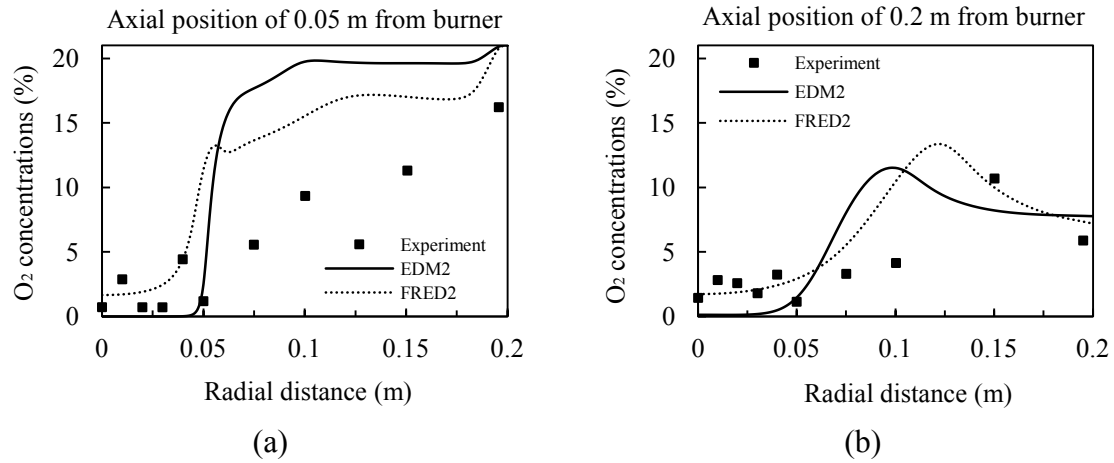 Axial position of 0.05 m from burner
O₂ concentrations (%)
20
15
10
5
0
Experiment
EDM2
FRED2
0 0.05 0.1 0.15 0.2
Radial distance (m)
(a)
Axial position of 0.2 m from burner
O₂ concentrations (%)
20
15
10
5
0
Experiment
EDM2
FRED2
0 0.05 0.1 0.15 0.2
Radial distance (m)
(b)